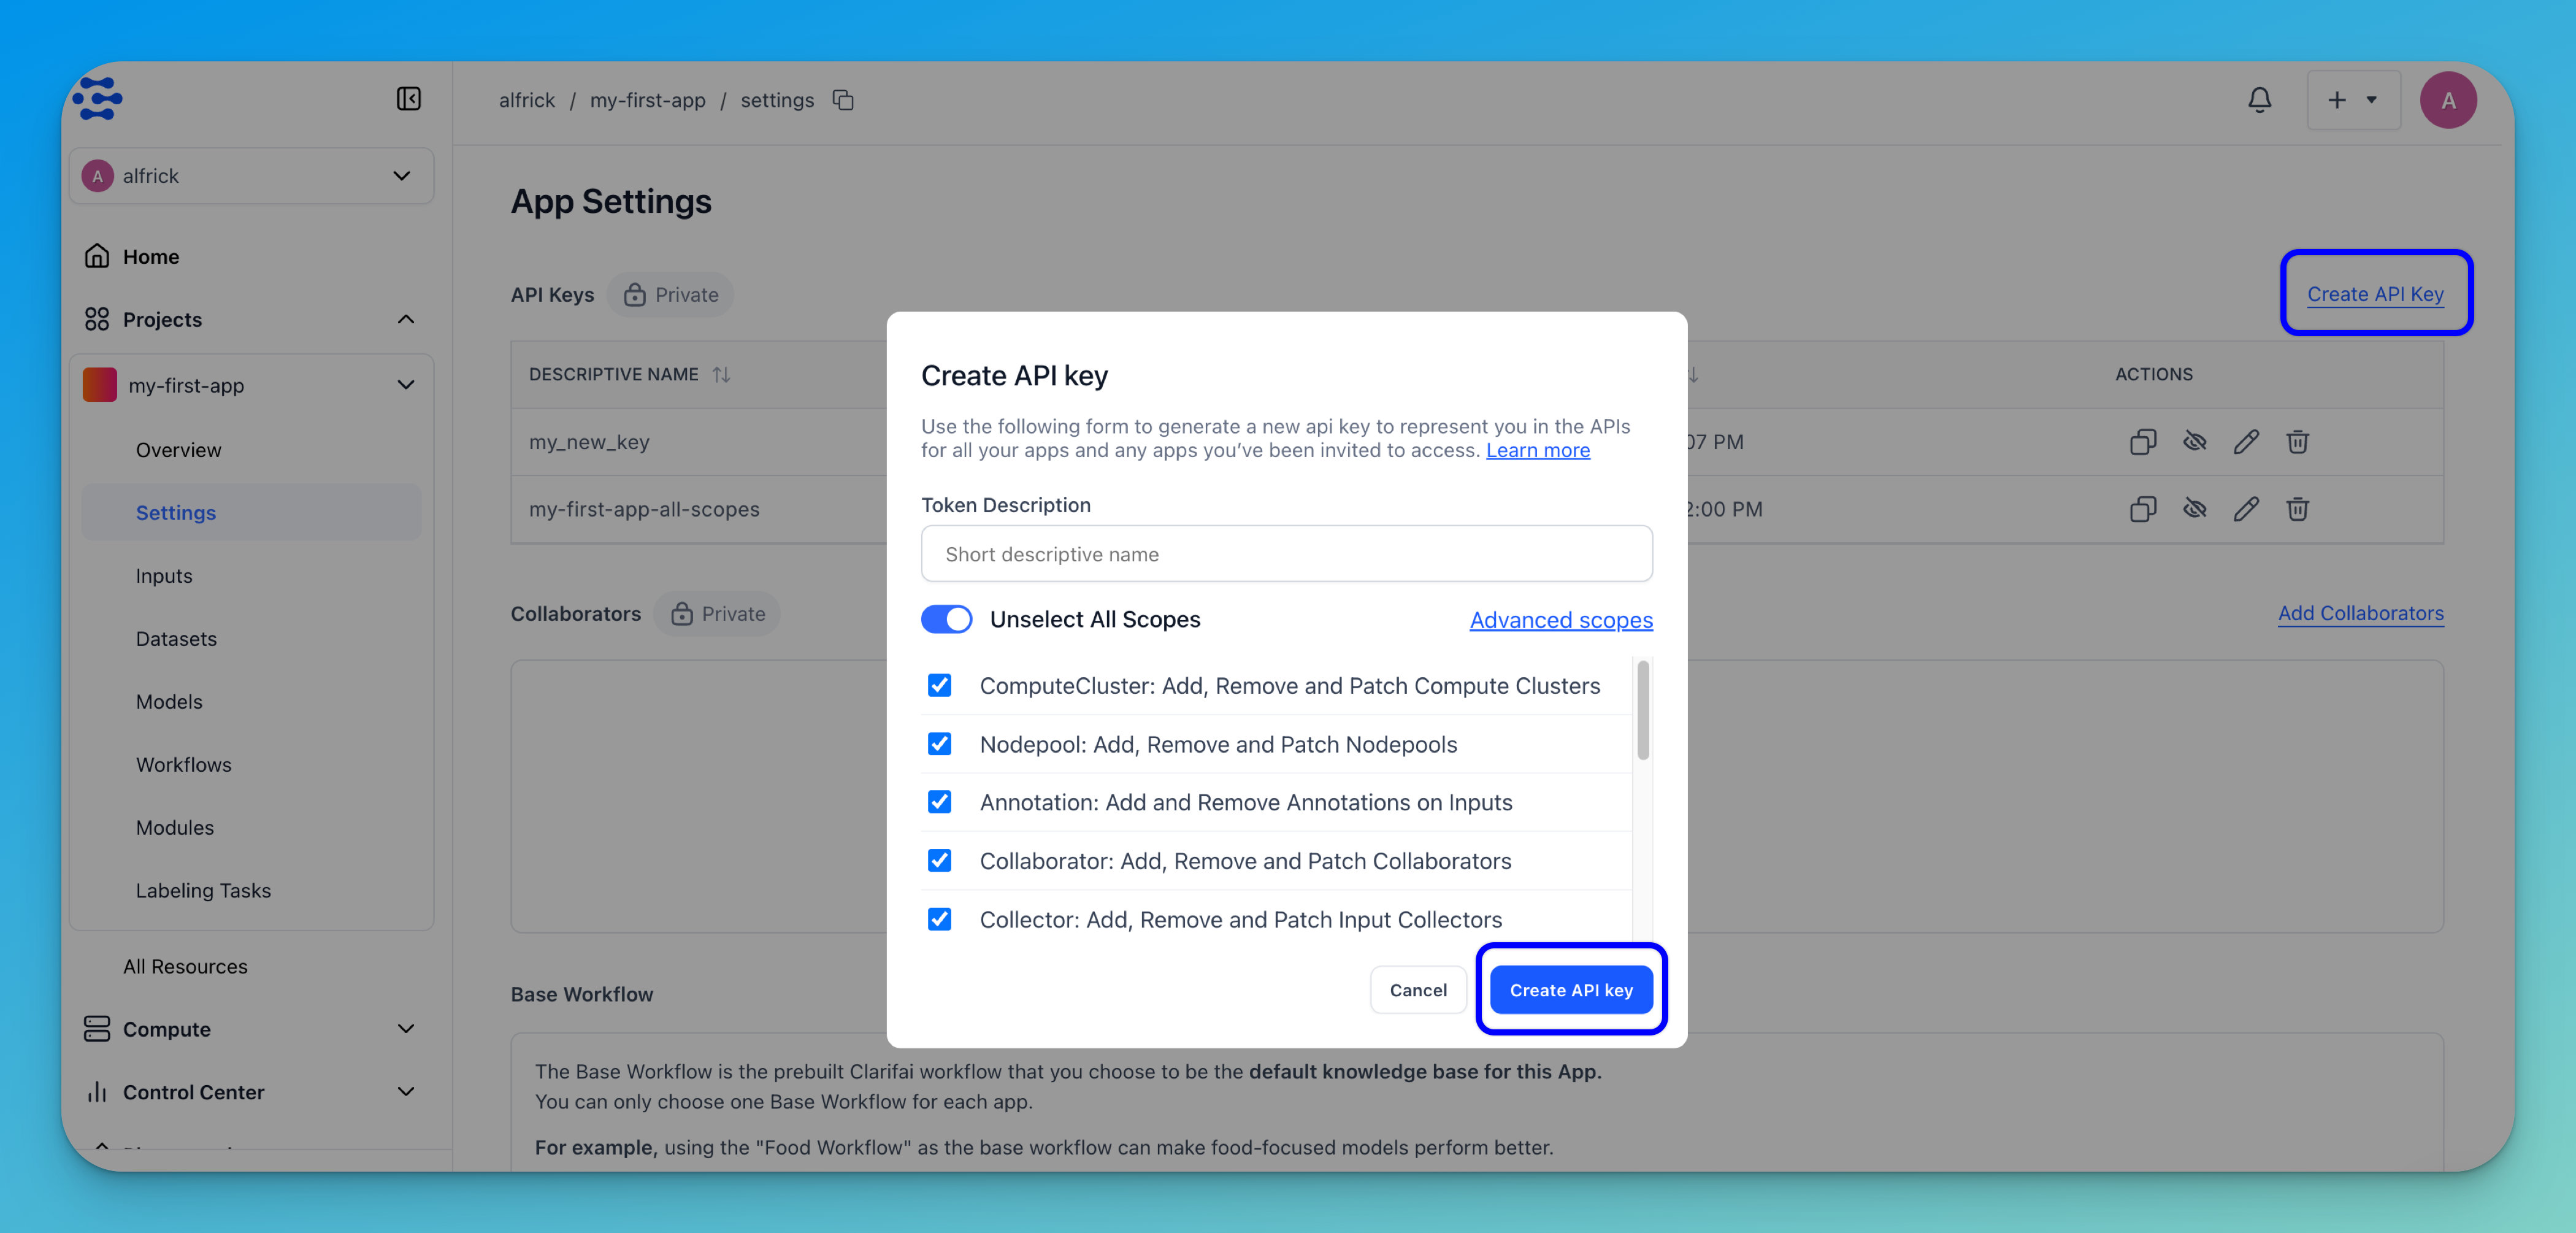 alfrick / my-first-app / settings
A
A alfrick
Home
Projects
my-first-app
Overview
Settings
Inputs
Datasets
Models
Workflows
Modules
Labeling Tasks
All Resources
Compute
Control Center
App Settings
API Keys Private
Create API Key
DESCRIPTIVE NAME
ACTIONS
my_new_key
07 PM
my-first-app-all-scopes
2:00 PM
Collaborators Private
Add Collaborators
Base Workflow
The Base Workflow is the prebuilt Clarifai workflow that you choose to be the default knowledge base for this App.
You can only choose one Base Workflow for each app.
For example, using the "Food Workflow" as the base workflow can make food-focused models perform better.
Create API key
Use the following form to generate a new api key to represent you in the APIs
for all your apps and any apps you’ve been invited to access. Learn more
Token Description
Short descriptive name
Unselect All Scopes
Advanced scopes
ComputeCluster: Add, Remove and Patch Compute Clusters
Nodepool: Add, Remove and Patch Nodepools
Annotation: Add and Remove Annotations on Inputs
Collaborator: Add, Remove and Patch Collaborators
Collector: Add, Remove and Patch Input Collectors
Cancel
Create API key